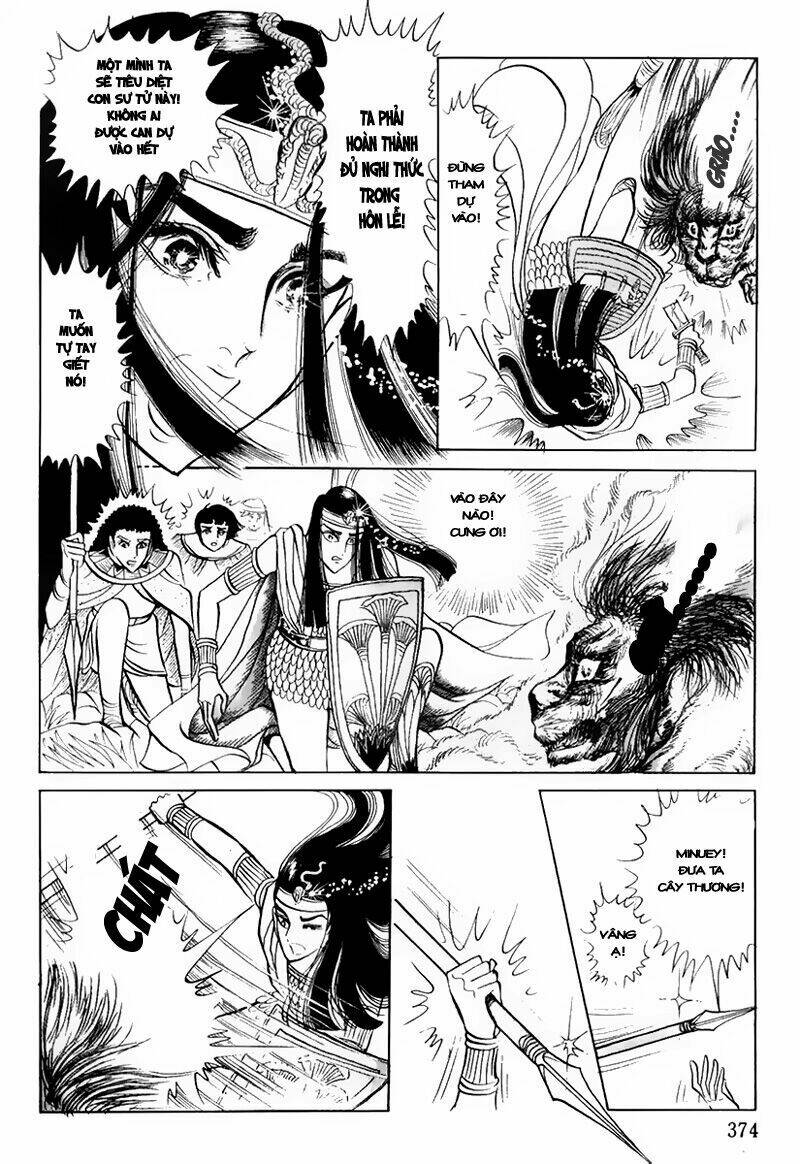 MỘT MÌNH TA
SẼ TIÊU DIỆT
CON SƯ TỬ NÀY!
KHÔNG AI
ĐƯỢC CAN DỰ
VÀO HẾT
TA PHẢI
HOÀN THÀNH
ĐỦ NGHI THỨC
TRONG
HÔN LỄ!
TA
MUỐN
TỰ TAY
GIẾT
NÓ!
GRÀO....
ĐỪNG
THAM
DỰ
VÀO!
VÀO ĐÂY
NÀO!
CƯNG ƠI!
CHÁT
MINUEY!
ĐƯA TA
CÂY THƯƠNG!
VÂNG
Ạ!
374